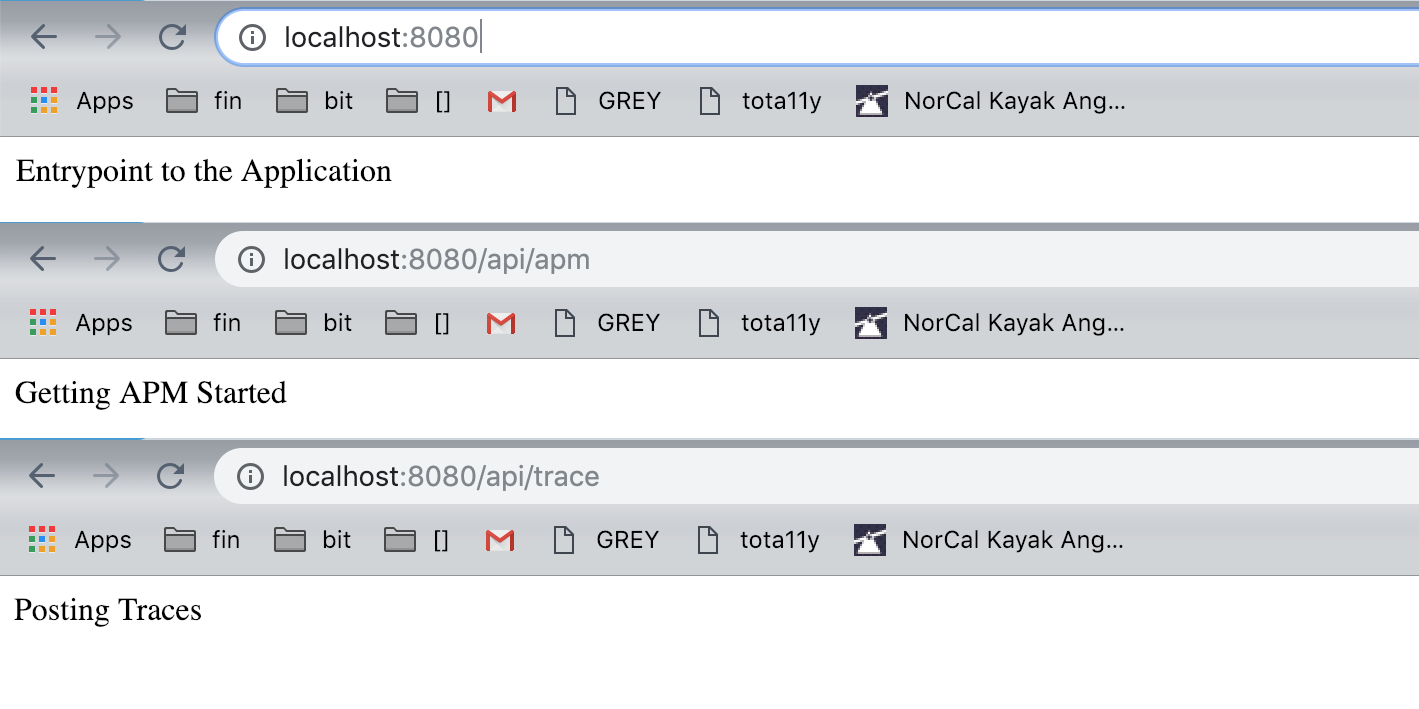 localhost:8080
Apps fin bit [] GREY tota11y NorCal Kayak Ang...
Entrypoint to the Application
localhost:8080/api/apm
Apps fin bit [] GREY tota11y NorCal Kayak Ang...
Getting APM Started
localhost:8080/api/trace
Apps fin bit [] GREY tota11y NorCal Kayak Ang...
Posting Traces